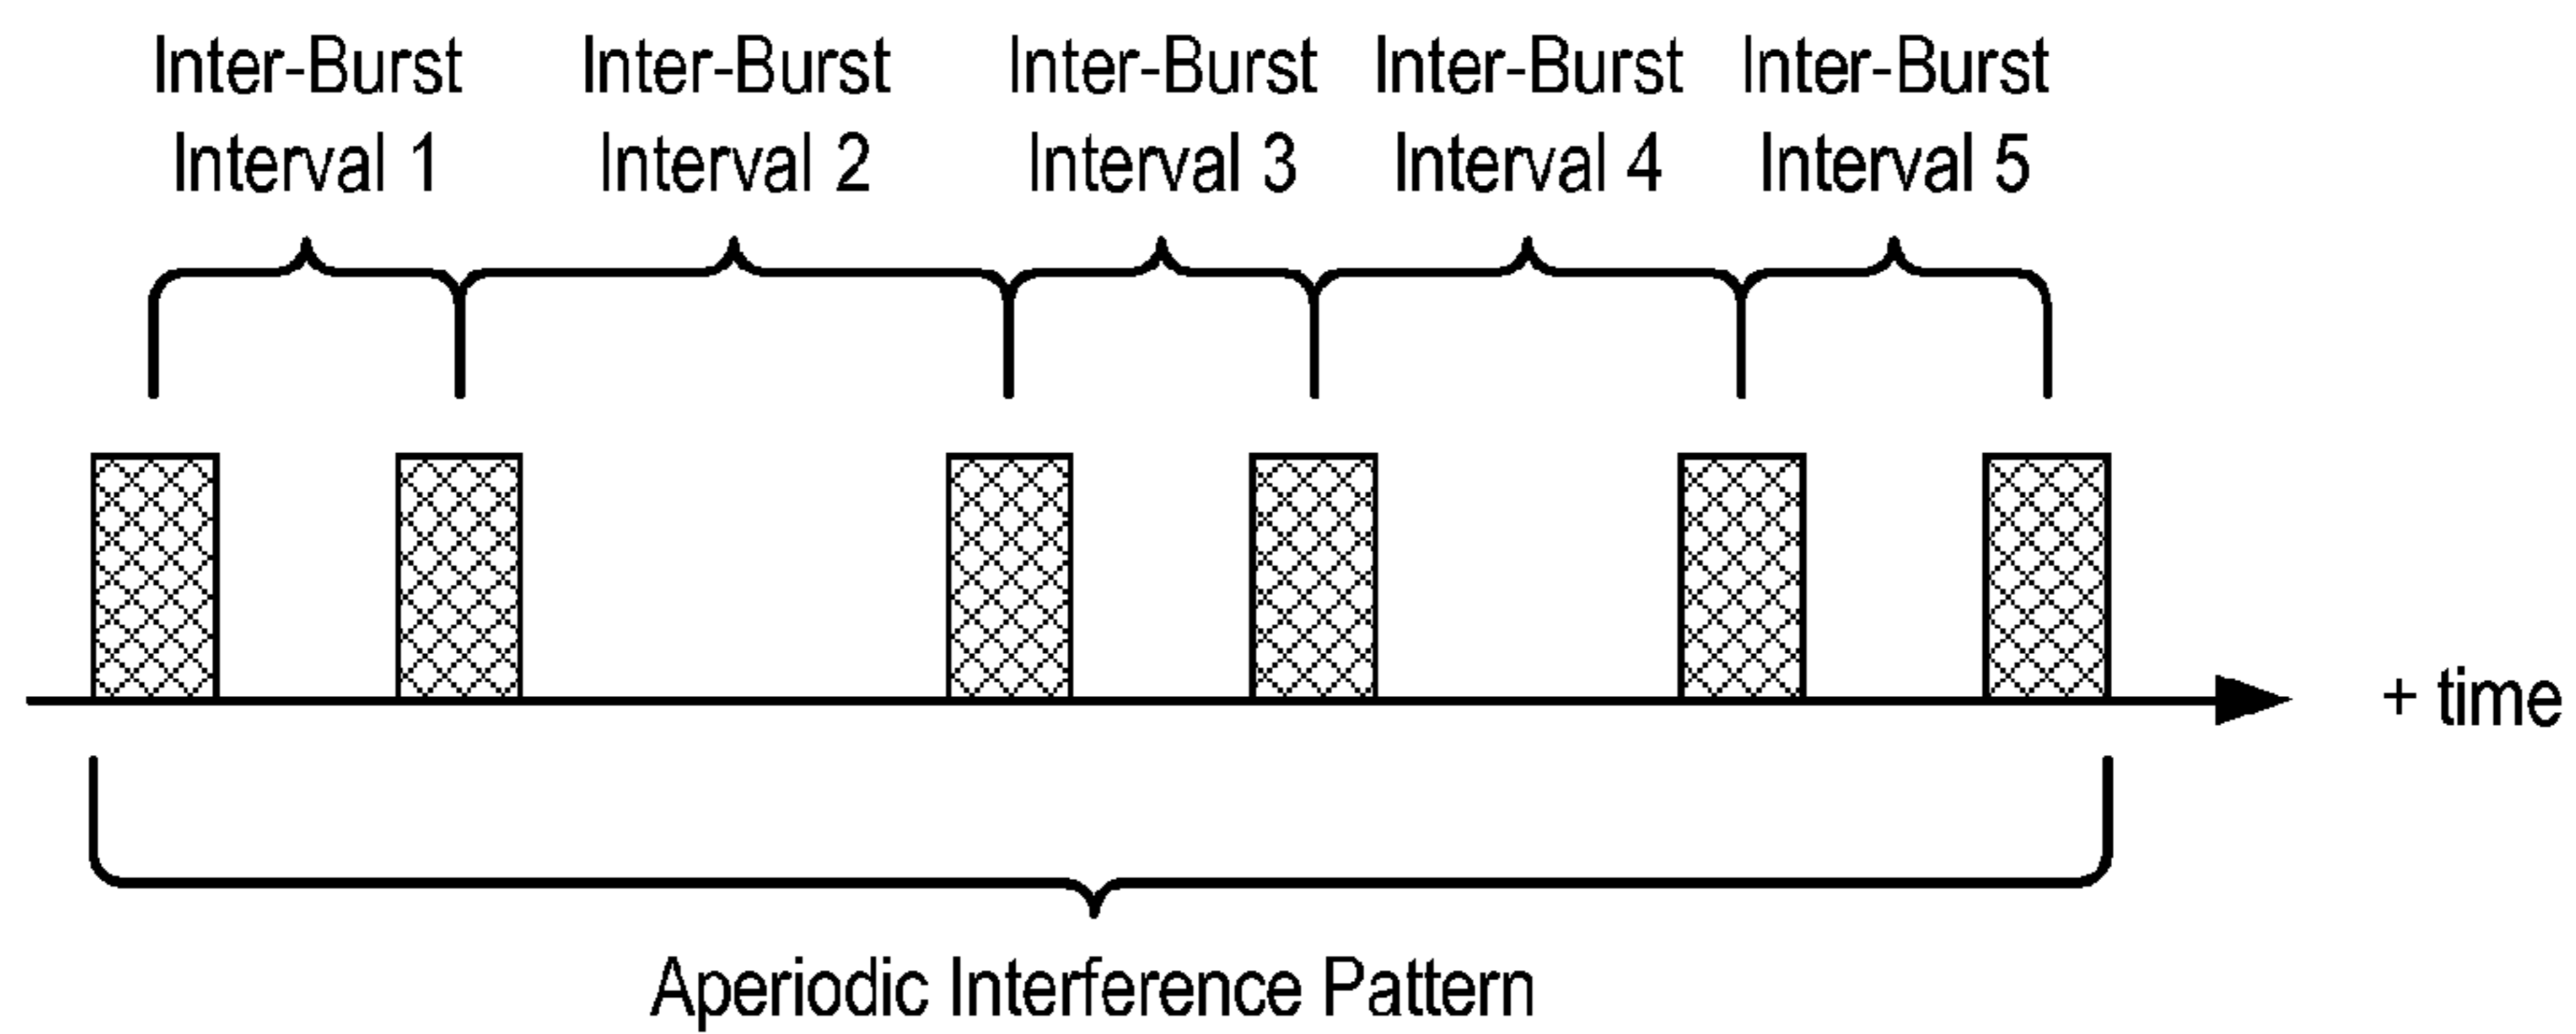 Inter-Burst Interval 1
Inter-Burst Interval 2
Inter-Burst Interval 3
Inter-Burst Interval 4
Inter-Burst Interval 5
+ time
Aperiodic Interference Pattern